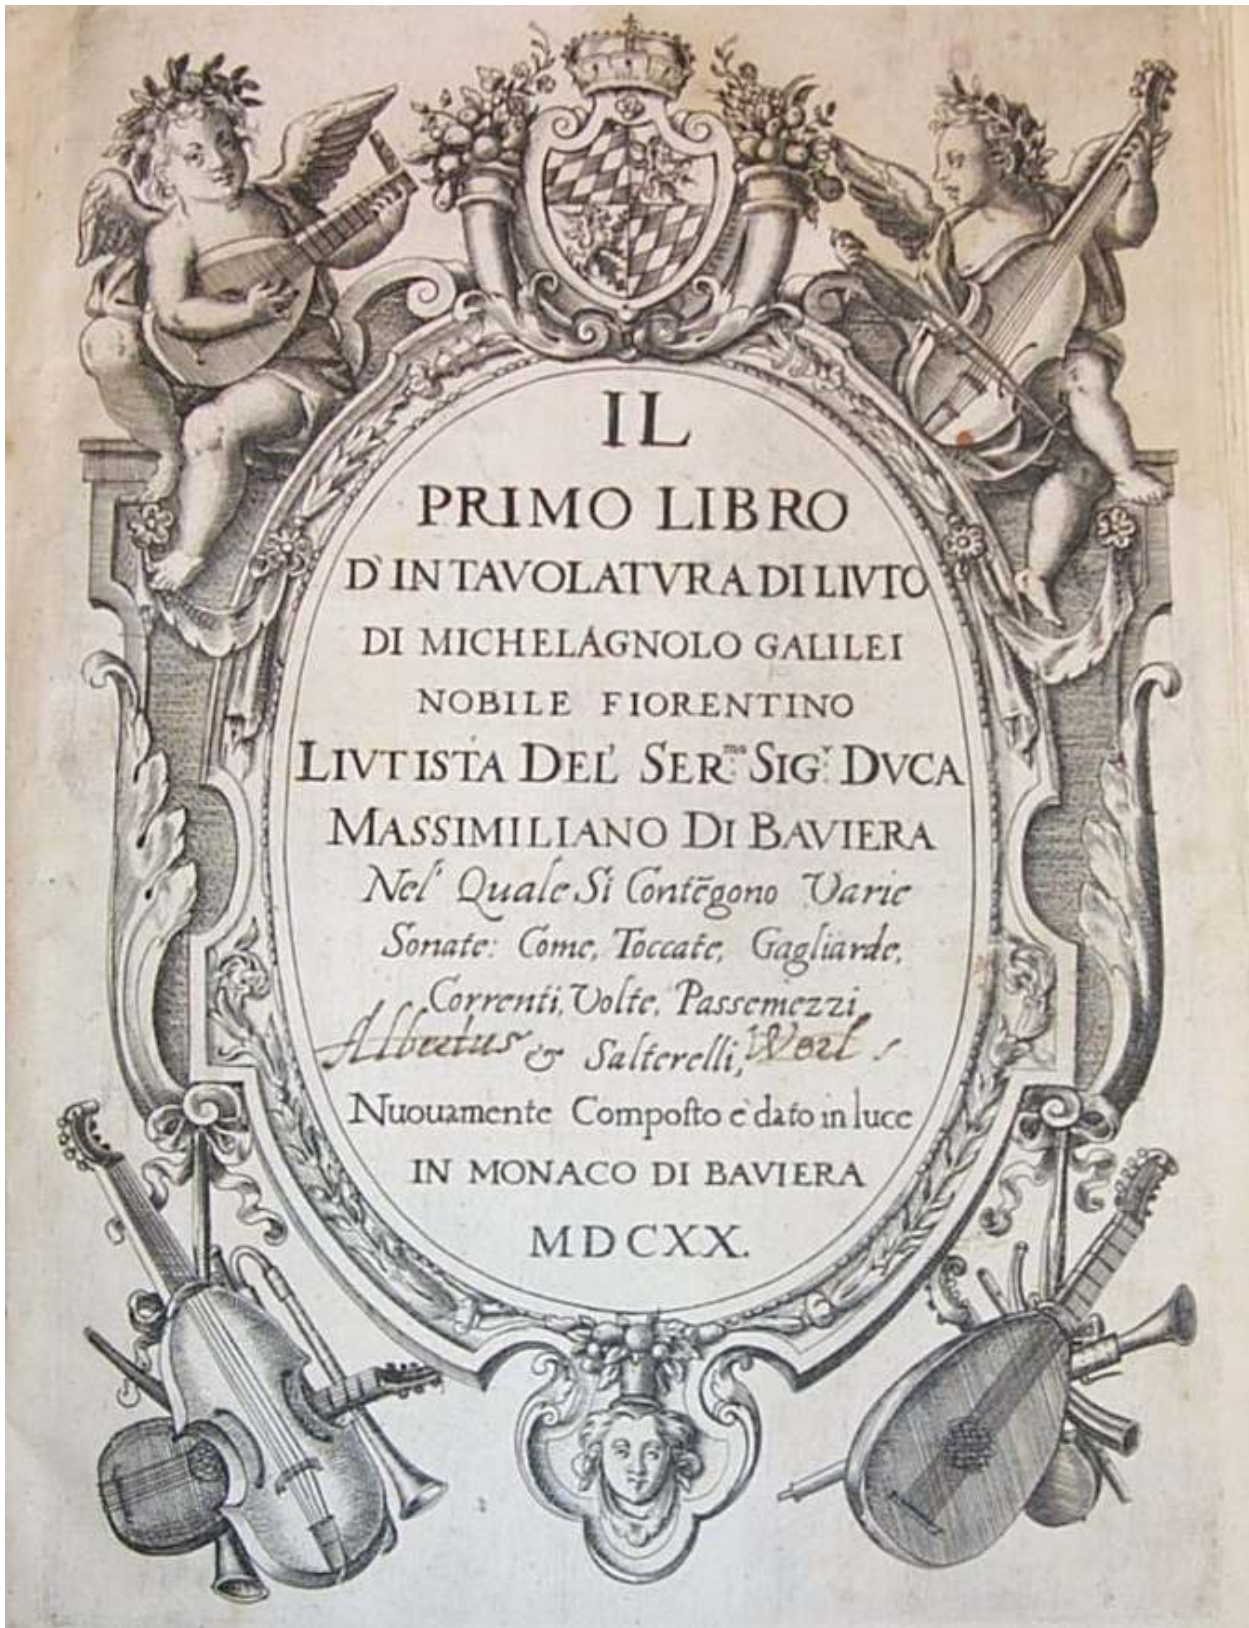 IL
PRIMO LIBRO
D'INTAVOLATVRA DI LIVTO
DI MICHELAGNOLO GALILEI
NOBILE FIORENTINO
LIVTISTA DEL' SER.mo SIG.r DVCA
MASSIMILIANO DI BAVIERA
Nel' Quale Si Contēgono Varie
Sonate: Come, Toccate, Gagliarde,
Correnti, Volte, Passemezzi,
Albertus & Salterelli, Werl
Nuouamente Composto e dato in luce
IN MONACO DI BAVIERA
MDCXX.